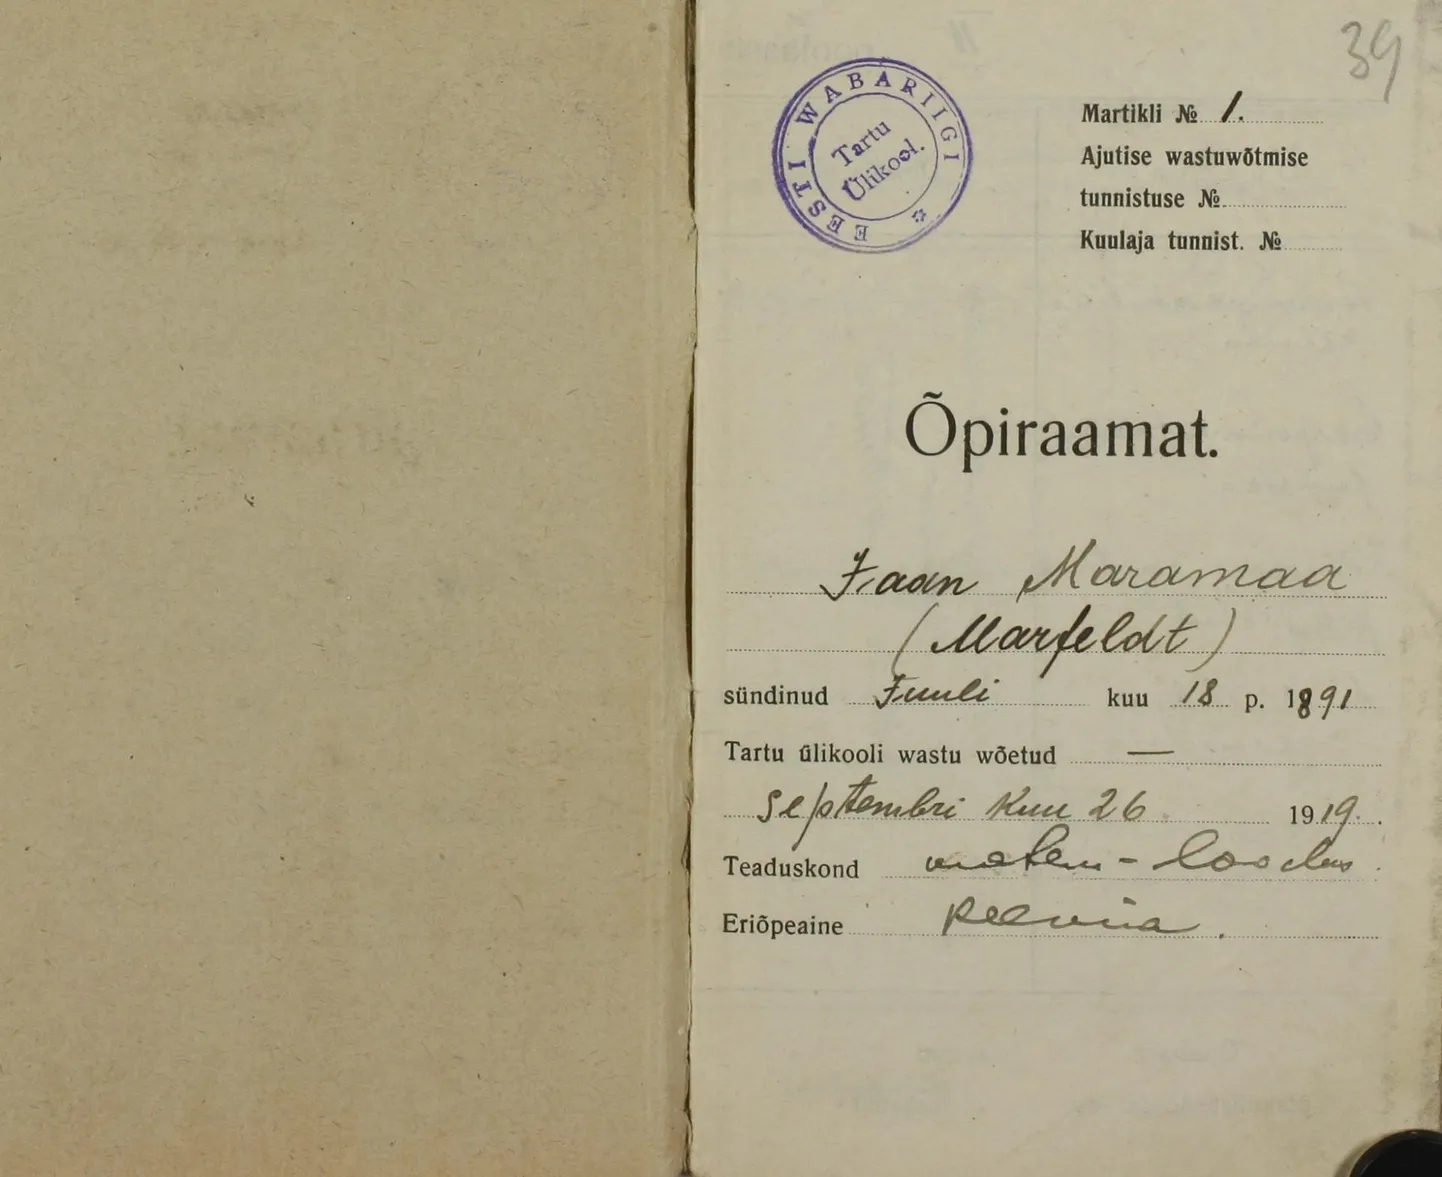 39
EESTI WABARIIGI
Tartu
Ülikool.
Martikli № 1.
Ajutise wastuwõtmise
tunnistuse №
Kuulaja tunnist. №
Õpiraamat.
Jaan Maramaa
(Marfeldt)
sündinud Juuli kuu 18 p. 1891
Tartu ülikooli wastu wõetud —
septembri kuu 26. 1919.
Teaduskond matem - loodus.
Eriõpeaine keemia.